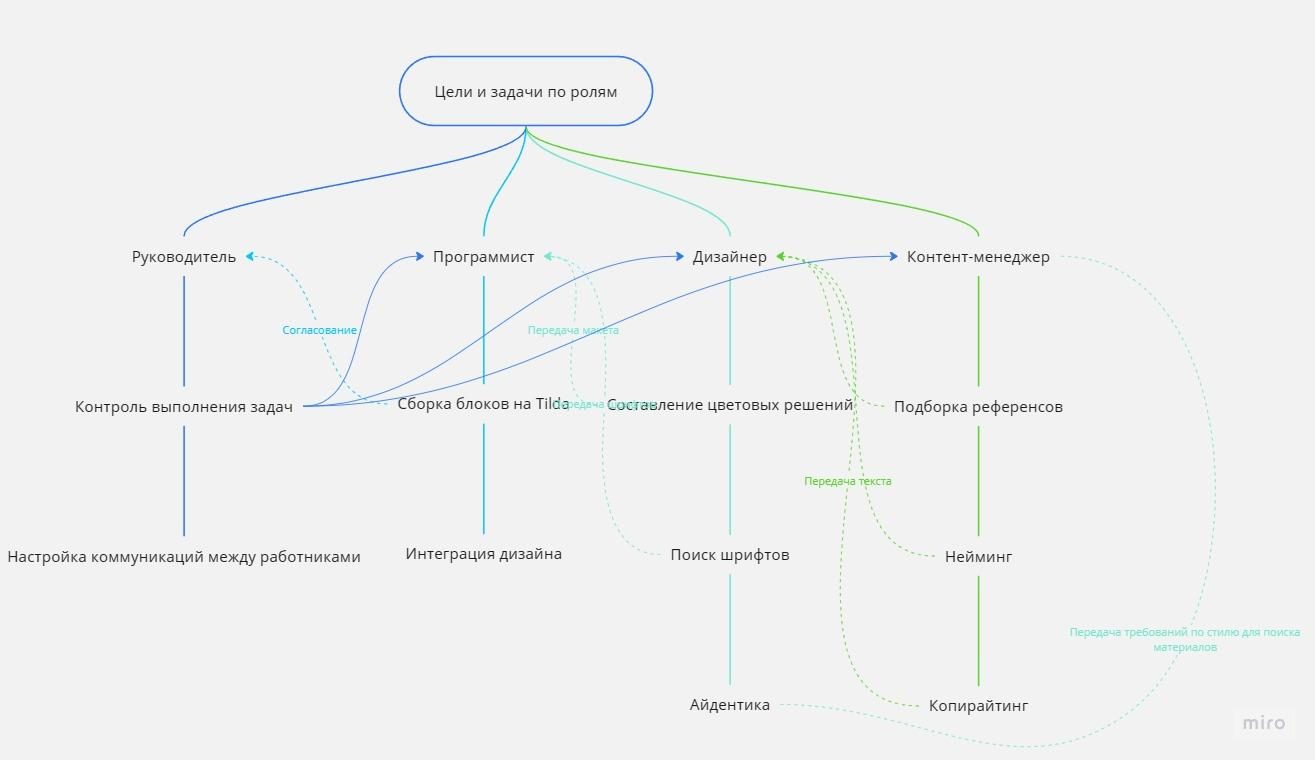 Цели и задачи по ролям
Руководитель
Программист
Дизайнер
Контент-менеджер
Согласование
Передача макета
Контроль выполнения задач
Сборка блоков на Tilda
Составление цветовых решений
Подборка референсов
Передача текста
Настройка коммуникаций между работниками
Интеграция дизайна
Поиск шрифтов
Нейминг
Передача требований по стилю для поиска
материалов
Айдентика
Копирайтинг
miro